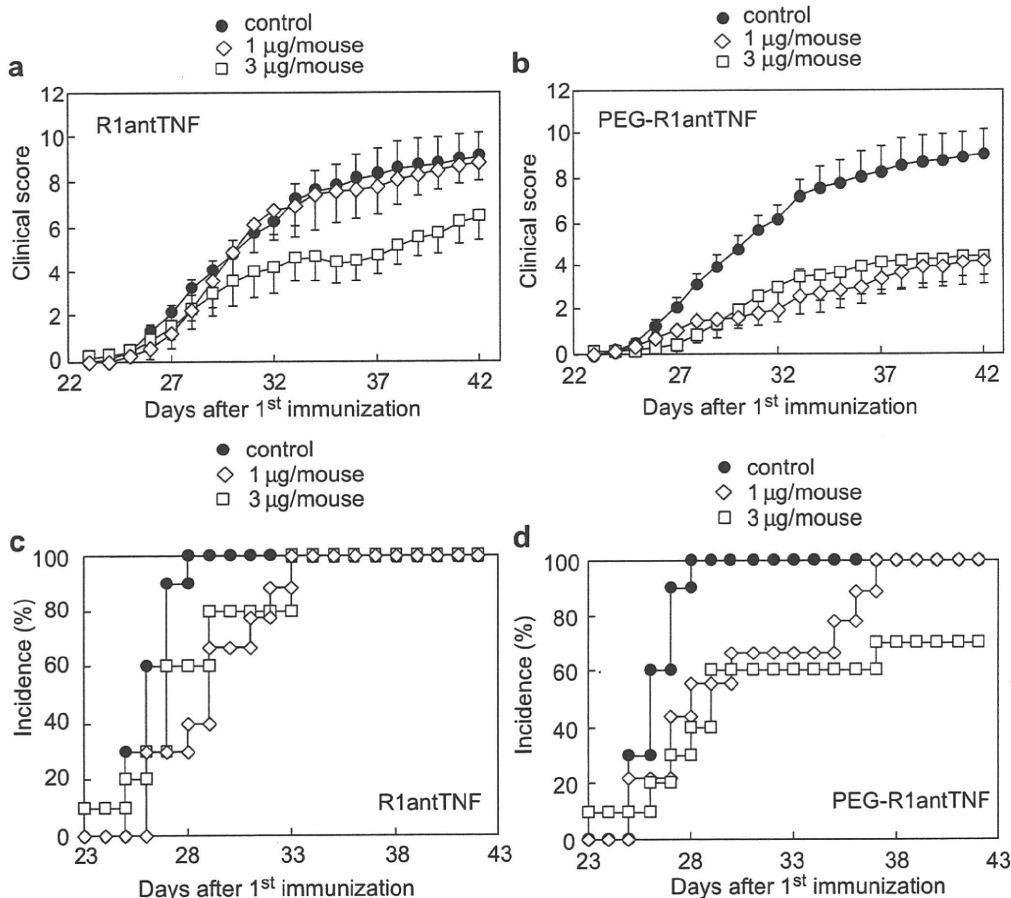 a
control
1 µg/mouse
3 µg/mouse
R1antTNF
Clinical score
12
10
8
6
4
2
0
22 27 32 37 42
Days after 1st immunization
b
control
1 µg/mouse
3 µg/mouse
PEG-R1antTNF
Clinical score
12
10
8
6
4
2
0
22 27 32 37 42
Days after 1st immunization
c
control
1 µg/mouse
3 µg/mouse
Incidence (%)
100
80
60
40
20
0
R1antTNF
23 28 33 38 43
Days after 1st immunization
d
control
1 µg/mouse
3 µg/mouse
Incidence (%)
100
80
60
40
20
0
PEG-R1antTNF
23 28 33 38 43
Days after 1st immunization